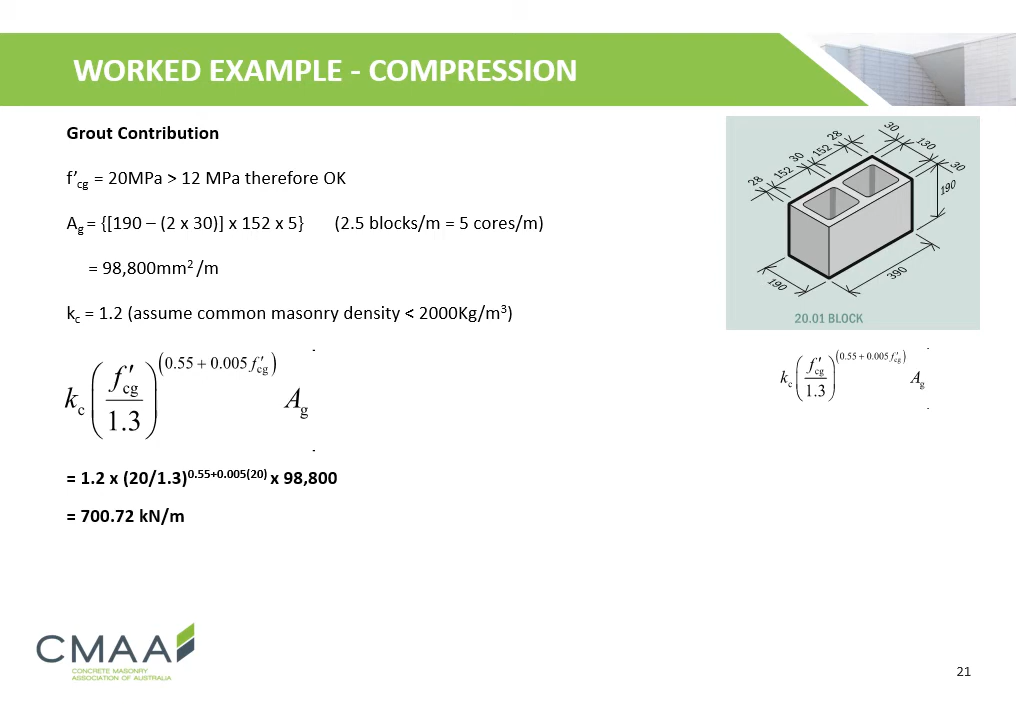 WORKED EXAMPLE - COMPRESSION
Grout Contribution
f’cg = 20MPa > 12 MPa therefore OK
Ag = {[190 – (2 x 30)] x 152 x 5} (2.5 blocks/m = 5 cores/m)
= 98,800mm2 /m
kc = 1.2 (assume common masonry density < 2000Kg/m3)
kc (f′cg / 1.3)^(0.55 + 0.005 f′cg) Ag
= 1.2 x (20/1.3)0.55+0.005(20) x 98,800
= 700.72 kN/m
28
152
30
152
28
30
130
30
190
190
390
20.01 BLOCK
kc (f′cg / 1.3)^(0.55 + 0.005 f′cg) Ag
CMAA
CONCRETE MASONRY
ASSOCIATION OF AUSTRALIA
21